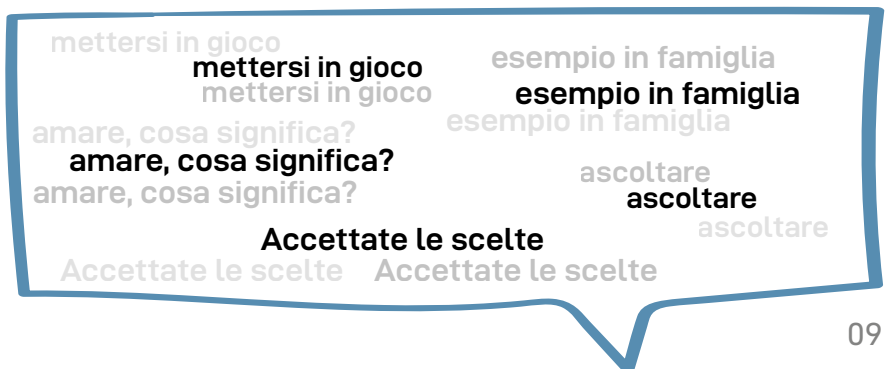 mettersi in gioco
mettersi in gioco
mettersi in gioco
esempio in famiglia
esempio in famiglia
esempio in famiglia
amare, cosa significa?
amare, cosa significa?
amare, cosa significa?
ascoltare
ascoltare
ascoltare
Accettate le scelte
Accettate le scelte
Accettate le scelte
09